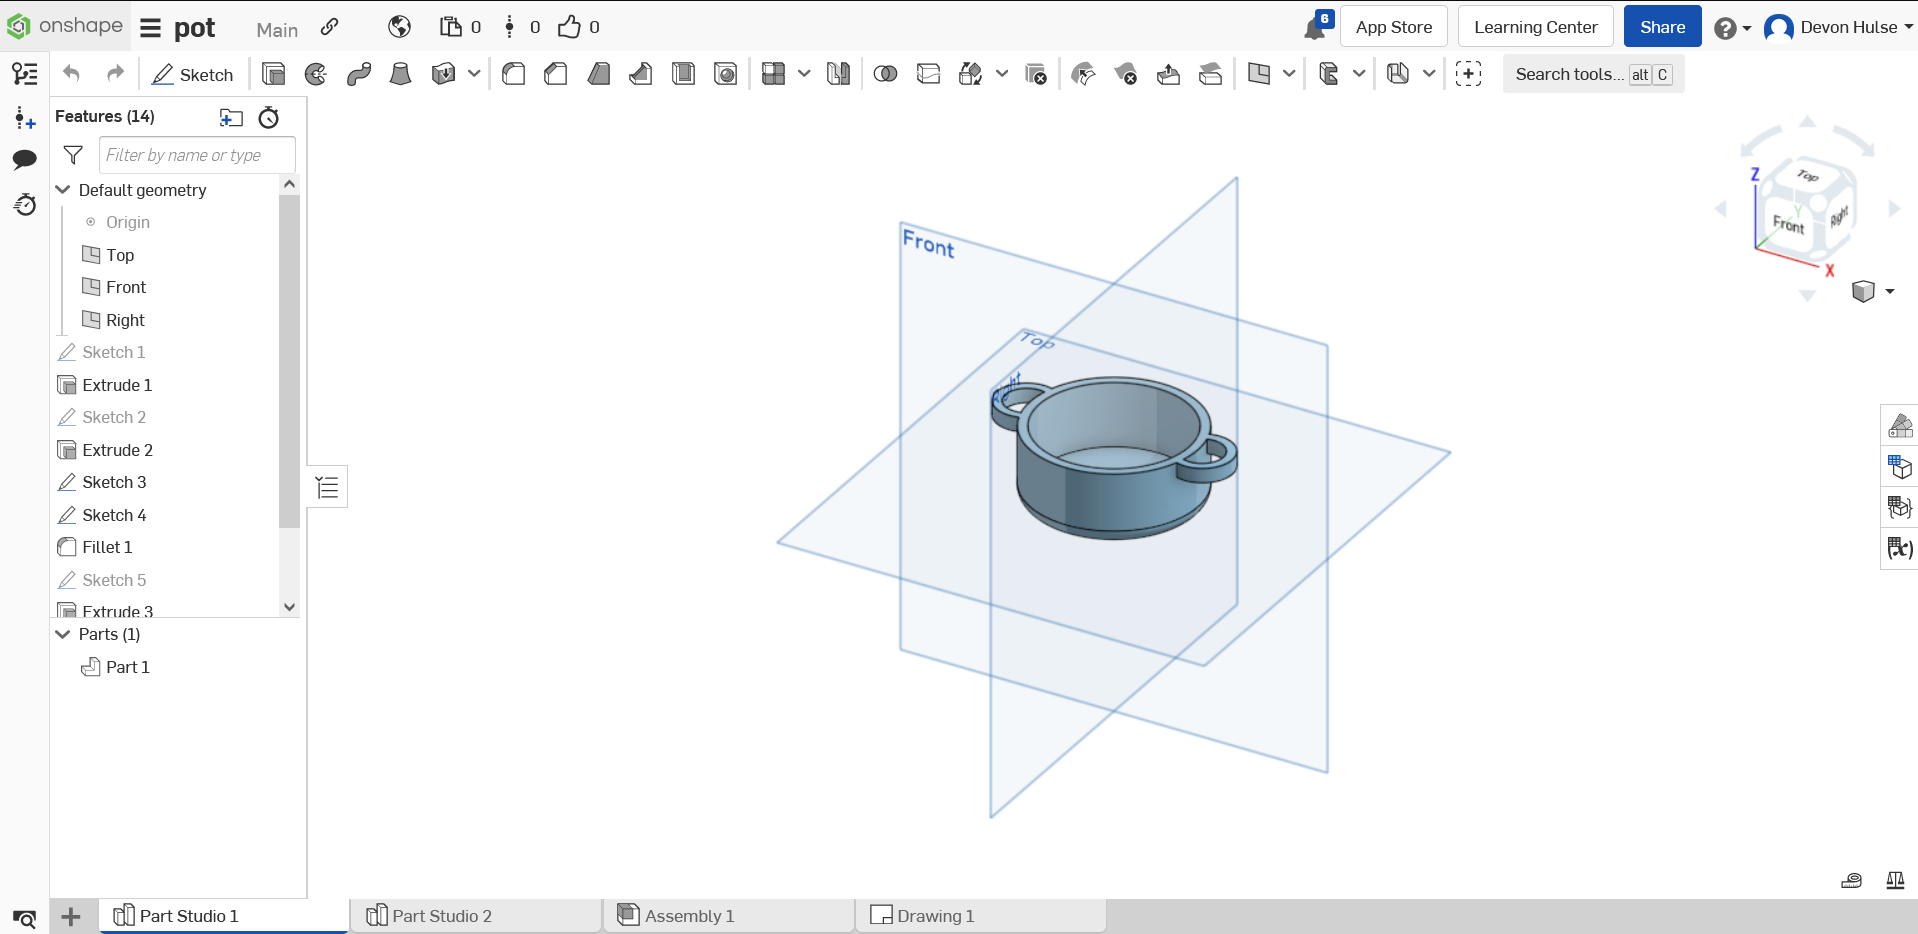 onshape pot Main 0 0 0 6 App Store Learning Center Share Devon Hulse
Sketch Search tools... alt C
Features (14)
Filter by name or type
Default geometry
Origin
Top
Front
Right
Sketch 1
Extrude 1
Sketch 2
Extrude 2
Sketch 3
Sketch 4
Fillet 1
Sketch 5
Extrude 3
Parts (1)
Part 1
Front
Top
Right
Z
Top
Y
Front
Right
X
(x)
Part Studio 1 Part Studio 2 Assembly 1 Drawing 1